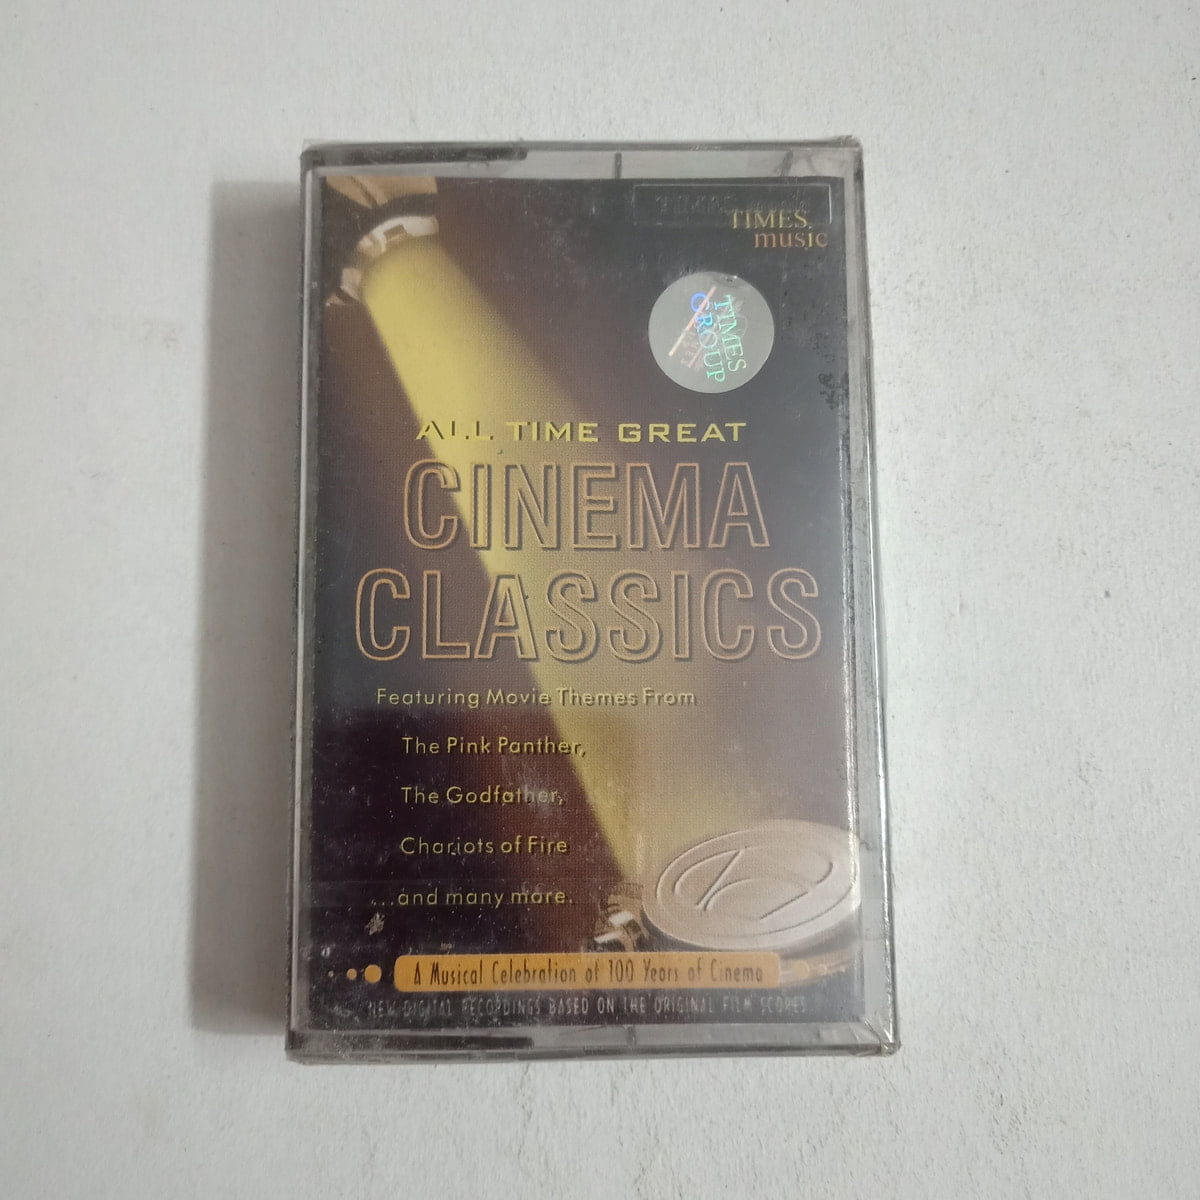 TIMES
music
TIMES
GROUP
ALL TIME GREAT
CINEMA
CLASSICS
Featuring Movie Themes From
The Pink Panther,
The Godfather,
Chariots of Fire
...and many more.
A Musical Celebration of 100 Years of Cinema
NEW DIGITAL RECORDINGS BASED ON THE ORIGINAL FILM SCORES